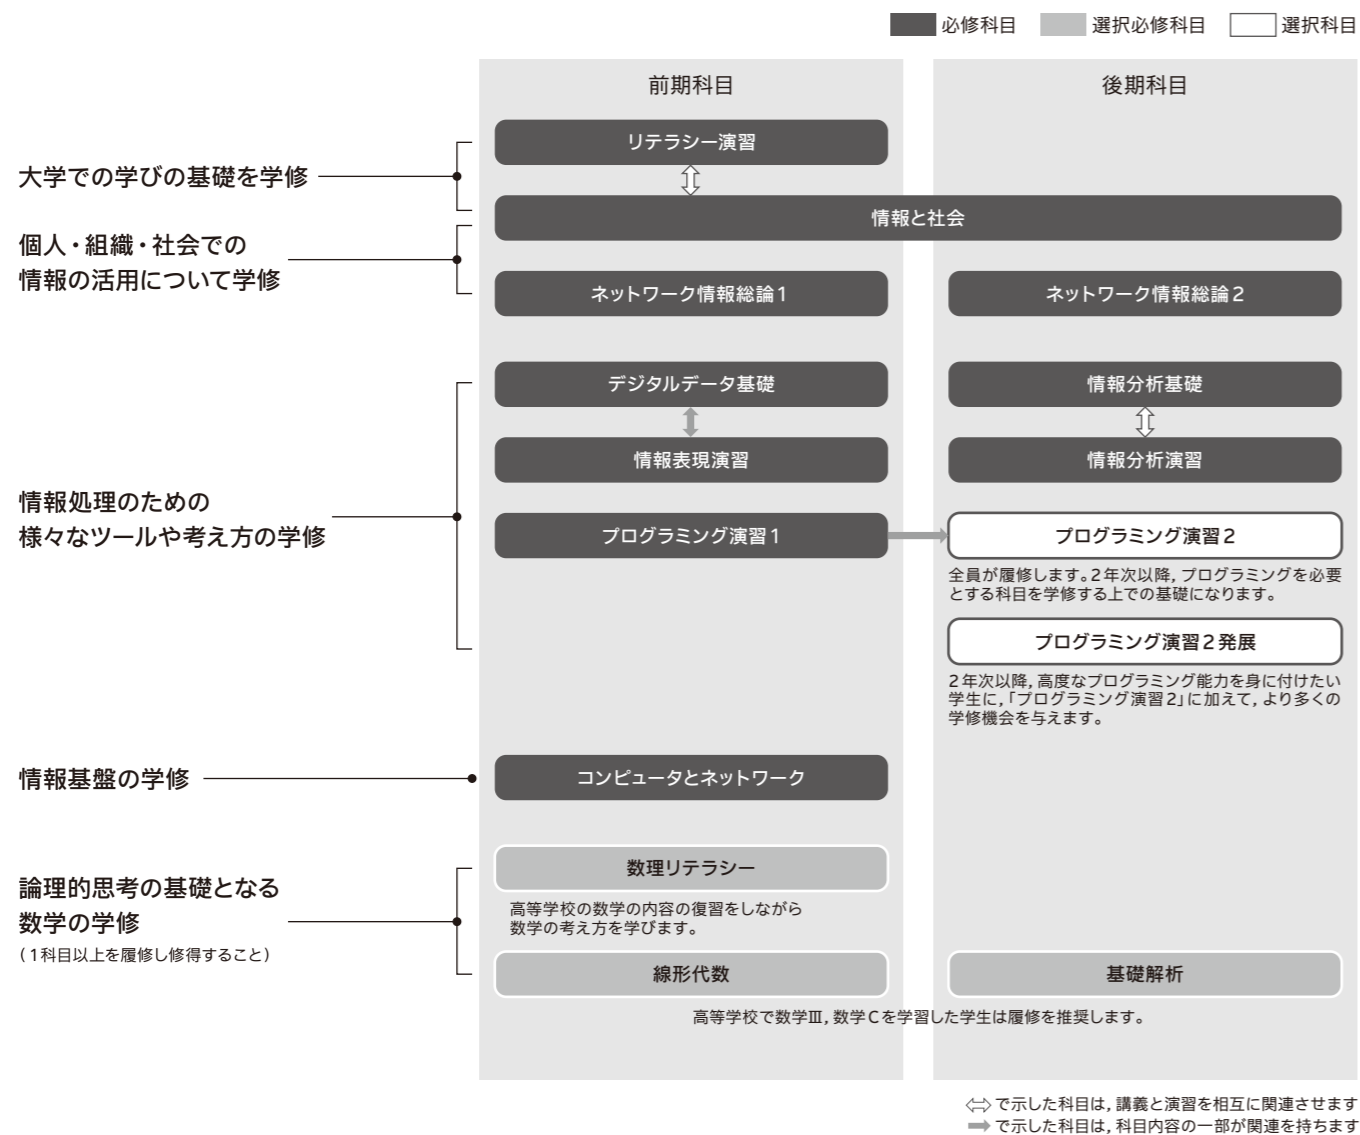 必修科目 選択必修科目 選択科目
前期科目 後期科目
リテラシー演習
大学での学びの基礎を学修
情報と社会
個人・組織・社会での
情報の活用について学修
ネットワーク情報総論1 ネットワーク情報総論2
デジタルデータ基礎 情報分析基礎
情報表現演習 情報分析演習
情報処理のための
様々なツールや考え方の学修
プログラミング演習1 プログラミング演習2
全員が履修します。2年次以降,プログラミングを必要
とする科目を学修する上での基礎になります。
プログラミング演習2発展
2年次以降,高度なプログラミング能力を身に付けたい
学生に,「プログラミング演習2」に加えて,より多くの
学修機会を与えます。
情報基盤の学修
コンピュータとネットワーク
数理リテラシー
高等学校の数学の内容の復習をしながら
数学の考え方を学びます。
論理的思考の基礎となる
数学の学修
(1科目以上を履修し修得すること)
線形代数 基礎解析
高等学校で数学Ⅲ,数学Cを学習した学生は履修を推奨します。
⇔で示した科目は,講義と演習を相互に関連させます
➡で示した科目は,科目内容の一部が関連を持ちます